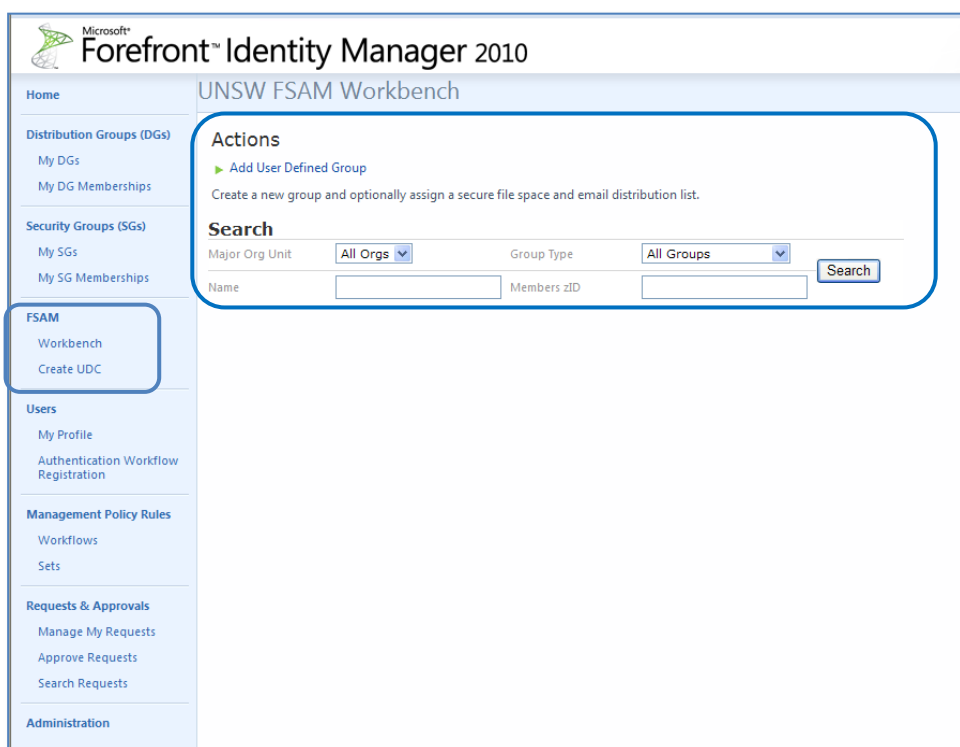 Microsoft®
Forefront™ Identity Manager 2010
UNSW FSAM Workbench
Home
Distribution Groups (DGs)
My DGs
My DG Memberships
Security Groups (SGs)
My SGs
My SG Memberships
FSAM
Workbench
Create UDC
Users
My Profile
Authentication Workflow
Registration
Management Policy Rules
Workflows
Sets
Requests & Approvals
Manage My Requests
Approve Requests
Search Requests
Administration
Actions
Add User Defined Group
Create a new group and optionally assign a secure file space and email distribution list.
Search
Major Org Unit All Orgs Group Type All Groups
Search
Name Members zID